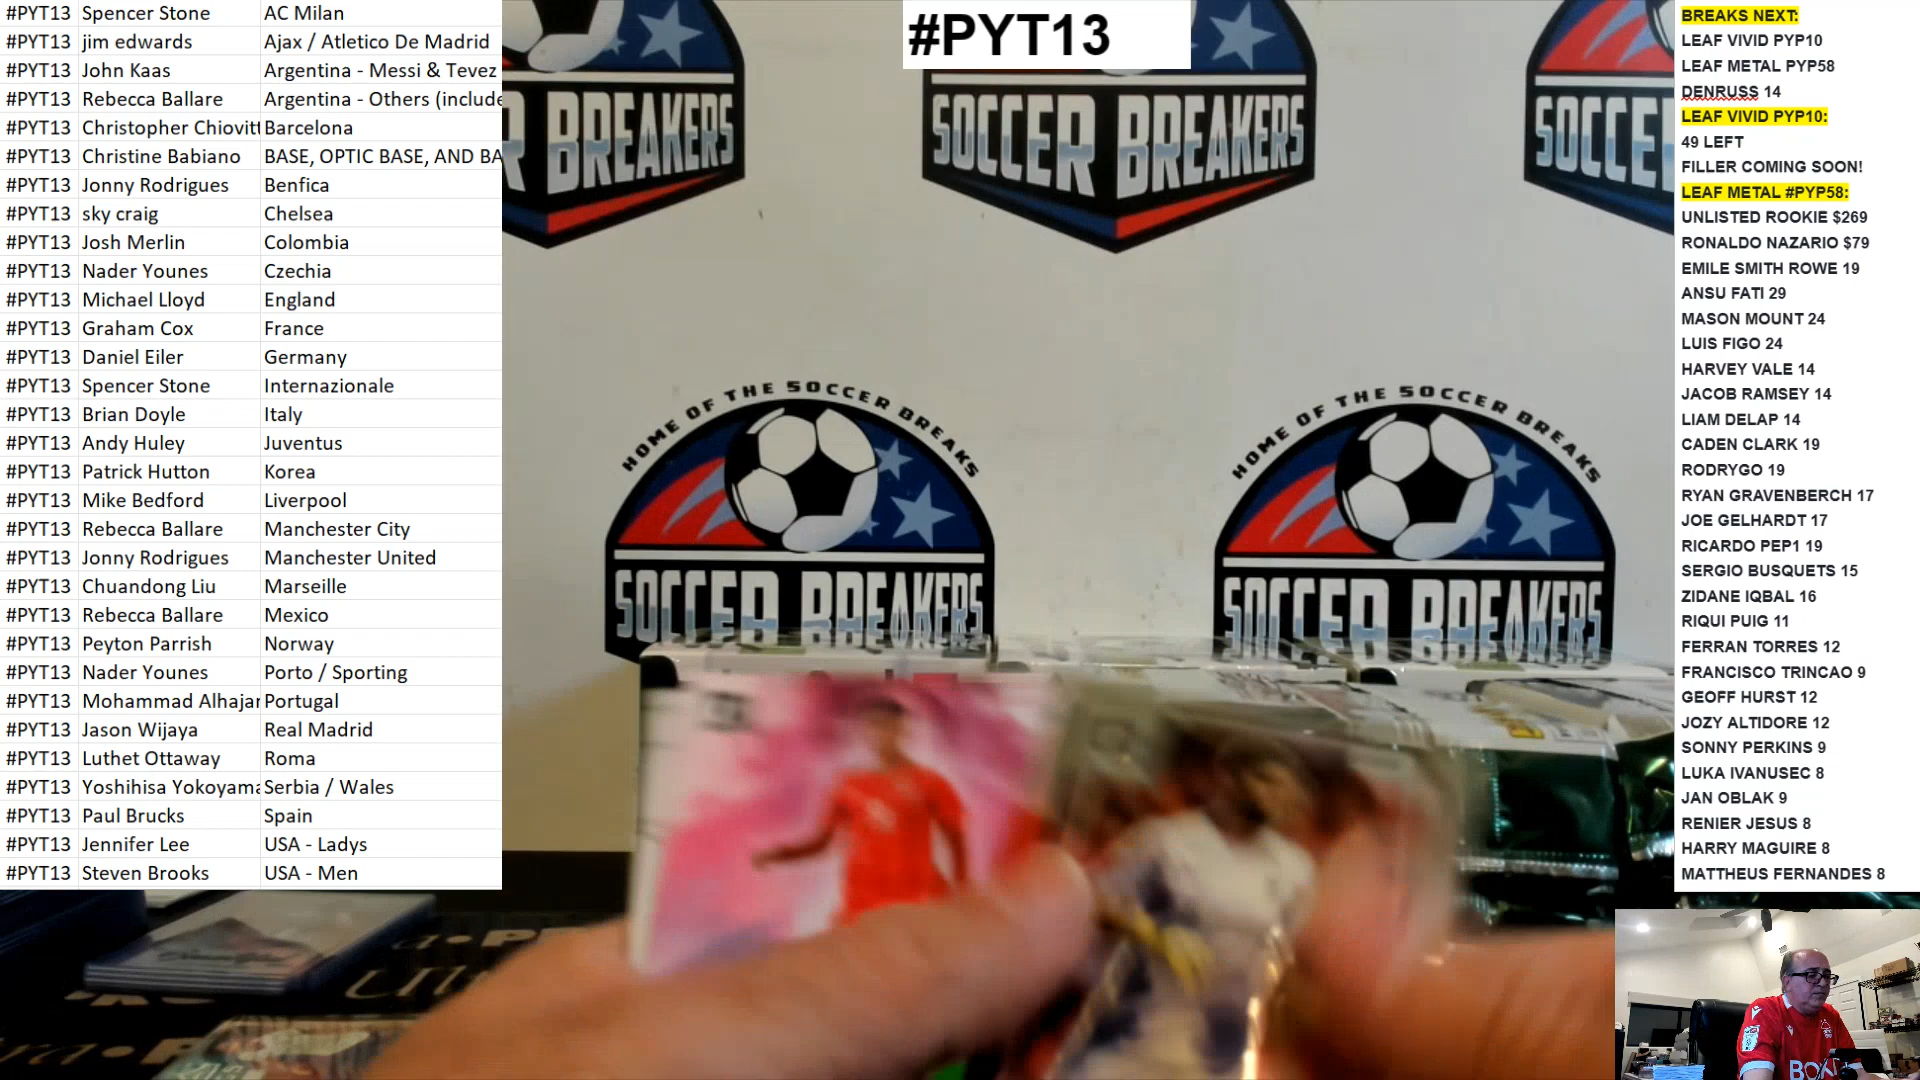 #PYT13 Spencer Stone AC Milan
#PYT13 jim edwards Ajax / Atletico De Madrid
#PYT13 John Kaas Argentina - Messi & Tevez
#PYT13 Rebecca Ballare Argentina - Others (include
#PYT13 Christopher Chiovitt Barcelona
#PYT13 Christine Babiano BASE, OPTIC BASE, AND BA
#PYT13 Jonny Rodrigues Benfica
#PYT13 sky craig Chelsea
#PYT13 Josh Merlin Colombia
#PYT13 Nader Younes Czechia
#PYT13 Michael Lloyd England
#PYT13 Graham Cox France
#PYT13 Daniel Eiler Germany
#PYT13 Spencer Stone Internazionale
#PYT13 Brian Doyle Italy
#PYT13 Andy Huley Juventus
#PYT13 Patrick Hutton Korea
#PYT13 Mike Bedford Liverpool
#PYT13 Rebecca Ballare Manchester City
#PYT13 Jonny Rodrigues Manchester United
#PYT13 Chuandong Liu Marseille
#PYT13 Rebecca Ballare Mexico
#PYT13 Peyton Parrish Norway
#PYT13 Nader Younes Porto / Sporting
#PYT13 Mohammad Alhajar Portugal
#PYT13 Jason Wijaya Real Madrid
#PYT13 Luthet Ottaway Roma
#PYT13 Yoshihisa Yokoyama Serbia / Wales
#PYT13 Paul Brucks Spain
#PYT13 Jennifer Lee USA - Ladys
#PYT13 Steven Brooks USA - Men
#PYT13
R BREAKERS
SOCCER BREAKERS
SOCCE
HOME OF THE SOCCER BREAKS
SOCCER BREAKERS
HOME OF THE SOCCER BREAKS
SOCCER BREAKERS
BREAKS NEXT:
LEAF VIVID PYP10
LEAF METAL PYP58
DENRUSS 14
LEAF VIVID PYP10:
49 LEFT
FILLER COMING SOON!
LEAF METAL #PYP58:
UNLISTED ROOKIE $269
RONALDO NAZARIO $79
EMILE SMITH ROWE 19
ANSU FATI 29
MASON MOUNT 24
LUIS FIGO 24
HARVEY VALE 14
JACOB RAMSEY 14
LIAM DELAP 14
CADEN CLARK 19
RODRYGO 19
RYAN GRAVENBERCH 17
JOE GELHARDT 17
RICARDO PEP1 19
SERGIO BUSQUETS 15
ZIDANE IQBAL 16
RIQUI PUIG 11
FERRAN TORRES 12
FRANCISCO TRINCAO 9
GEOFF HURST 12
JOZY ALTIDORE 12
SONNY PERKINS 9
LUKA IVANUSEC 8
JAN OBLAK 9
RENIER JESUS 8
HARRY MAGUIRE 8
MATTHEUS FERNANDES 8